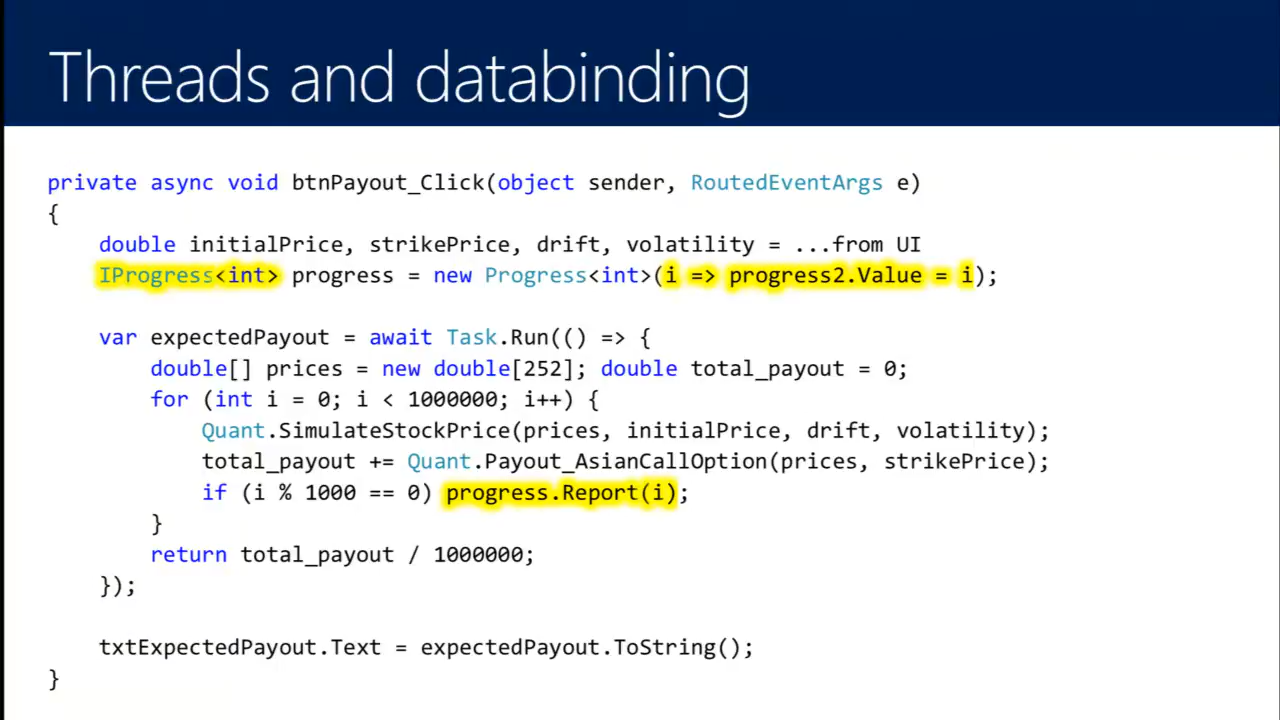 Threads and databinding
private async void btnPayout_Click(object sender, RoutedEventArgs e)
{
    double initialPrice, strikePrice, drift, volatility = ...from UI
    IProgress<int> progress = new Progress<int>(i => progress2.Value = i);

    var expectedPayout = await Task.Run(() => {
        double[] prices = new double[252]; double total_payout = 0;
        for (int i = 0; i < 1000000; i++) {
            Quant.SimulateStockPrice(prices, initialPrice, drift, volatility);
            total_payout += Quant.Payout_AsianCallOption(prices, strikePrice);
            if (i % 1000 == 0) progress.Report(i);
        }
        return total_payout / 1000000;
    });

    txtExpectedPayout.Text = expectedPayout.ToString();
}